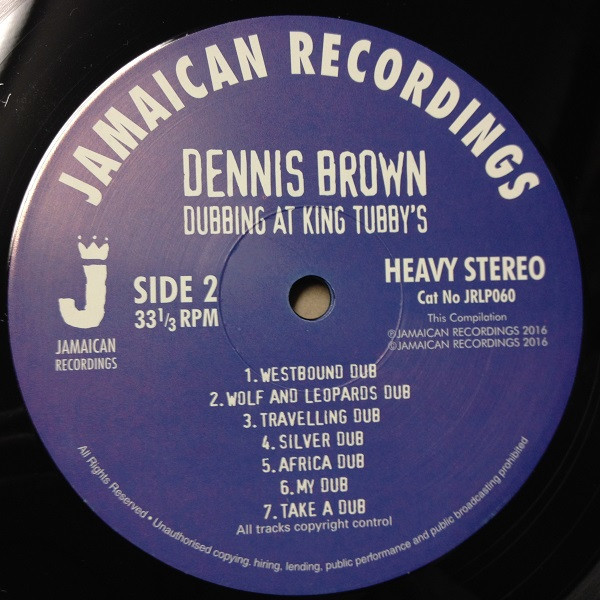 JAMAICAN RECORDINGS
DENNIS BROWN
DUBBING AT KING TUBBY'S
J
JAMAICAN
RECORDINGS
SIDE 2
33 1/3 RPM
HEAVY STEREO
Cat No JRLP060
This Compilation
℗JAMAICAN RECORDINGS 2016
©JAMAICAN RECORDINGS 2016
1. WESTBOUND DUB
2. WOLF AND LEOPARDS DUB
3. TRAVELLING DUB
4. SILVER DUB
5. AFRICA DUB
6. MY DUB
7. TAKE A DUB
All tracks copyright control
All Rights Reserved • Unauthorised copying, hiring, lending, public performance and public broadcasting prohibited